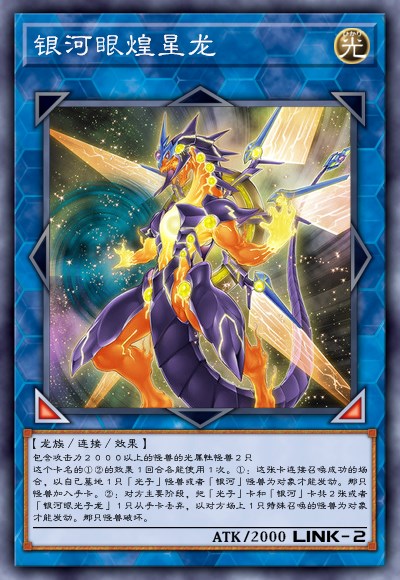 银河眼煌星龙
ひかり
光
【龙族/连接/效果】
包含攻击力2000以上的怪兽的光属性怪兽2只
这个卡名的①②的效果1回合各能使用1次。①：这张卡连接召唤成功的场
合，以自己墓地1只「光子」怪兽或者「银河」怪兽为对象才能发动。那只
怪兽加入手卡。②：对方主要阶段，把「光子」卡和「银河」卡共2张或者
「银河眼光子龙」1只从手卡舍弃，以对方场上1只特殊召唤的怪兽为对象
才能发动。那只怪兽破坏。
ATK/2000 LINK-2